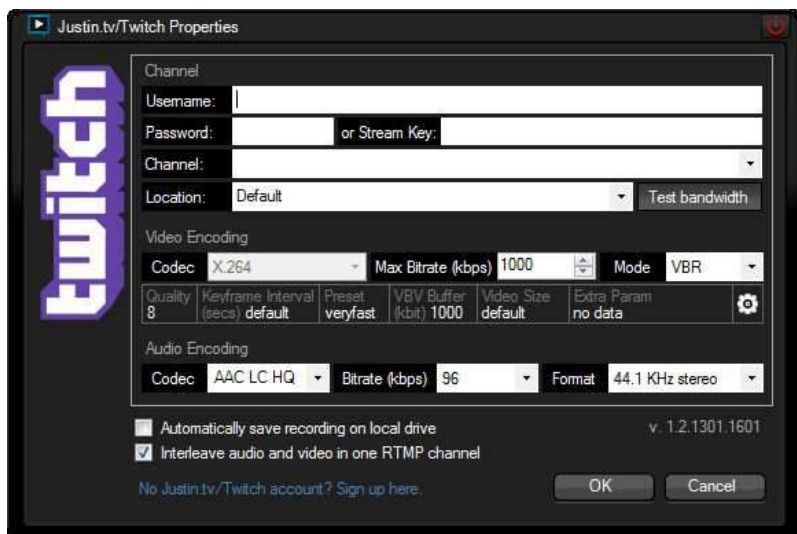 Justin.tv/Twitch Properties
twitch
Channel
Username:
Password: or Stream Key:
Channel:
Location: Default Test bandwidth
Video Encoding
Codec X.264 Max Bitrate (kbps) 1000 Mode VBR
Quality Keyframe Interval Preset VBV Buffer Video Size Extra Param
8 (secs) default veryfast (kbit) 1000 default no data
Audio Encoding
Codec AAC LC HQ Bitrate (kbps) 96 Format 44.1 KHz stereo
Automatically save recording on local drive v. 1.2.1301.1601
Interleave audio and video in one RTMP channel
No Justin.tv/Twitch account? Sign up here. OK Cancel